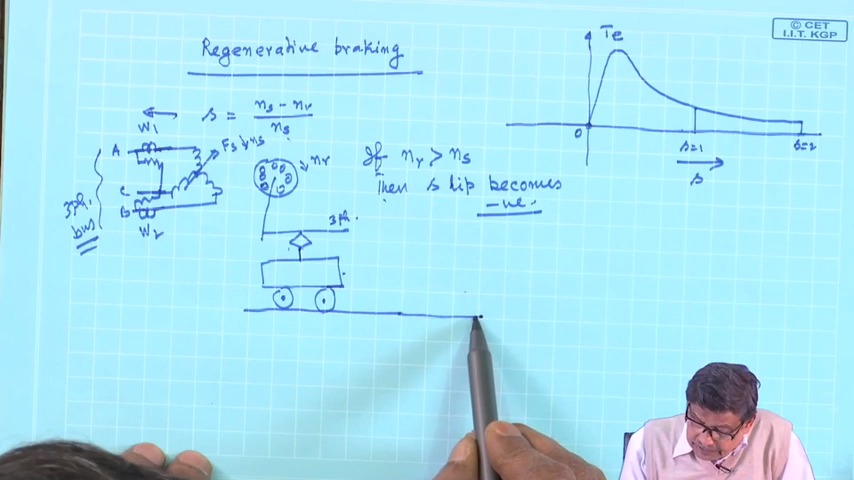 © CET
I.I.T. KGP
Regenerative braking
Te
s = ns - nr / ns
W1
A
Fs ns
nr
If nr > ns
0
s=1
s=2
s
C
B
Then slip becomes
-ve.
3ph.
bus
W2
3ph.